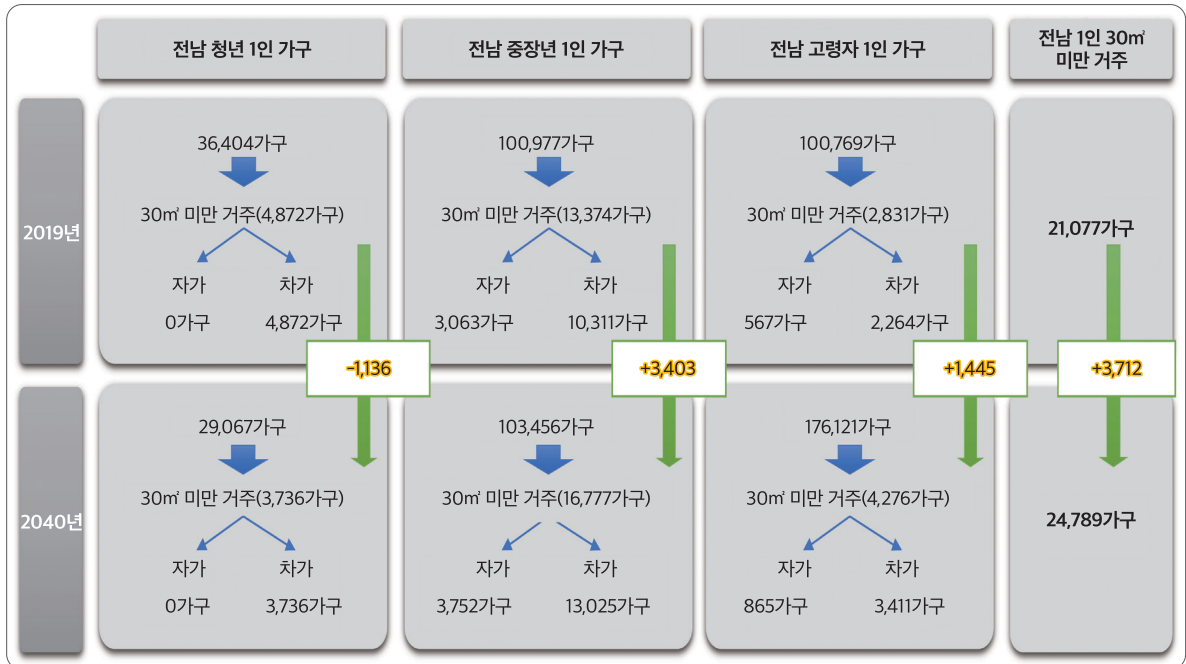 전남 청년 1인 가구
전남 중장년 1인 가구
전남 고령자 1인 가구
전남 1인 30㎡
미만 거주
2019년
36,404가구
30㎡ 미만 거주(4,872가구)
자가
차가
0가구
4,872가구
100,977가구
30㎡ 미만 거주(13,374가구)
자가
차가
3,063가구
10,311가구
100,769가구
30㎡ 미만 거주(2,831가구)
자가
차가
567가구
2,264가구
21,077가구
-1,136
+3,403
+1,445
+3,712
2040년
29,067가구
30㎡ 미만 거주(3,736가구)
자가
차가
0가구
3,736가구
103,456가구
30㎡ 미만 거주(16,777가구)
자가
차가
3,752가구
13,025가구
176,121가구
30㎡ 미만 거주(4,276가구)
자가
차가
865가구
3,411가구
24,789가구